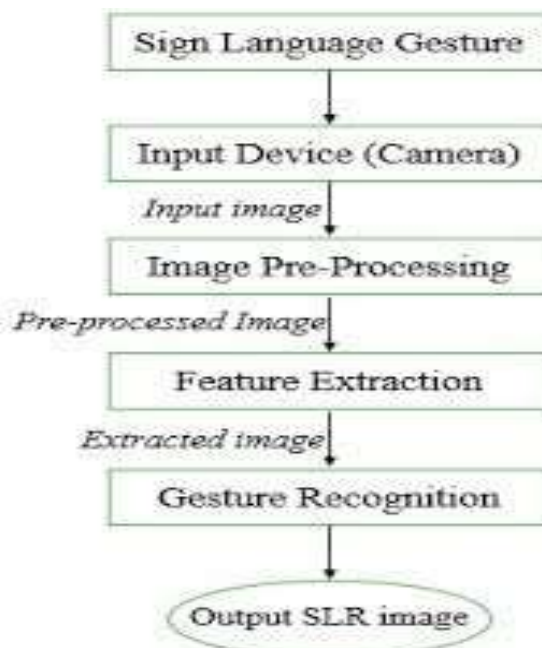 Sign Language Gesture
Input Device (Camera)
Input image
Image Pre-Processing
Pre-processed Image
Feature Extraction
Extracted image
Gesture Recognition
Output SLR image